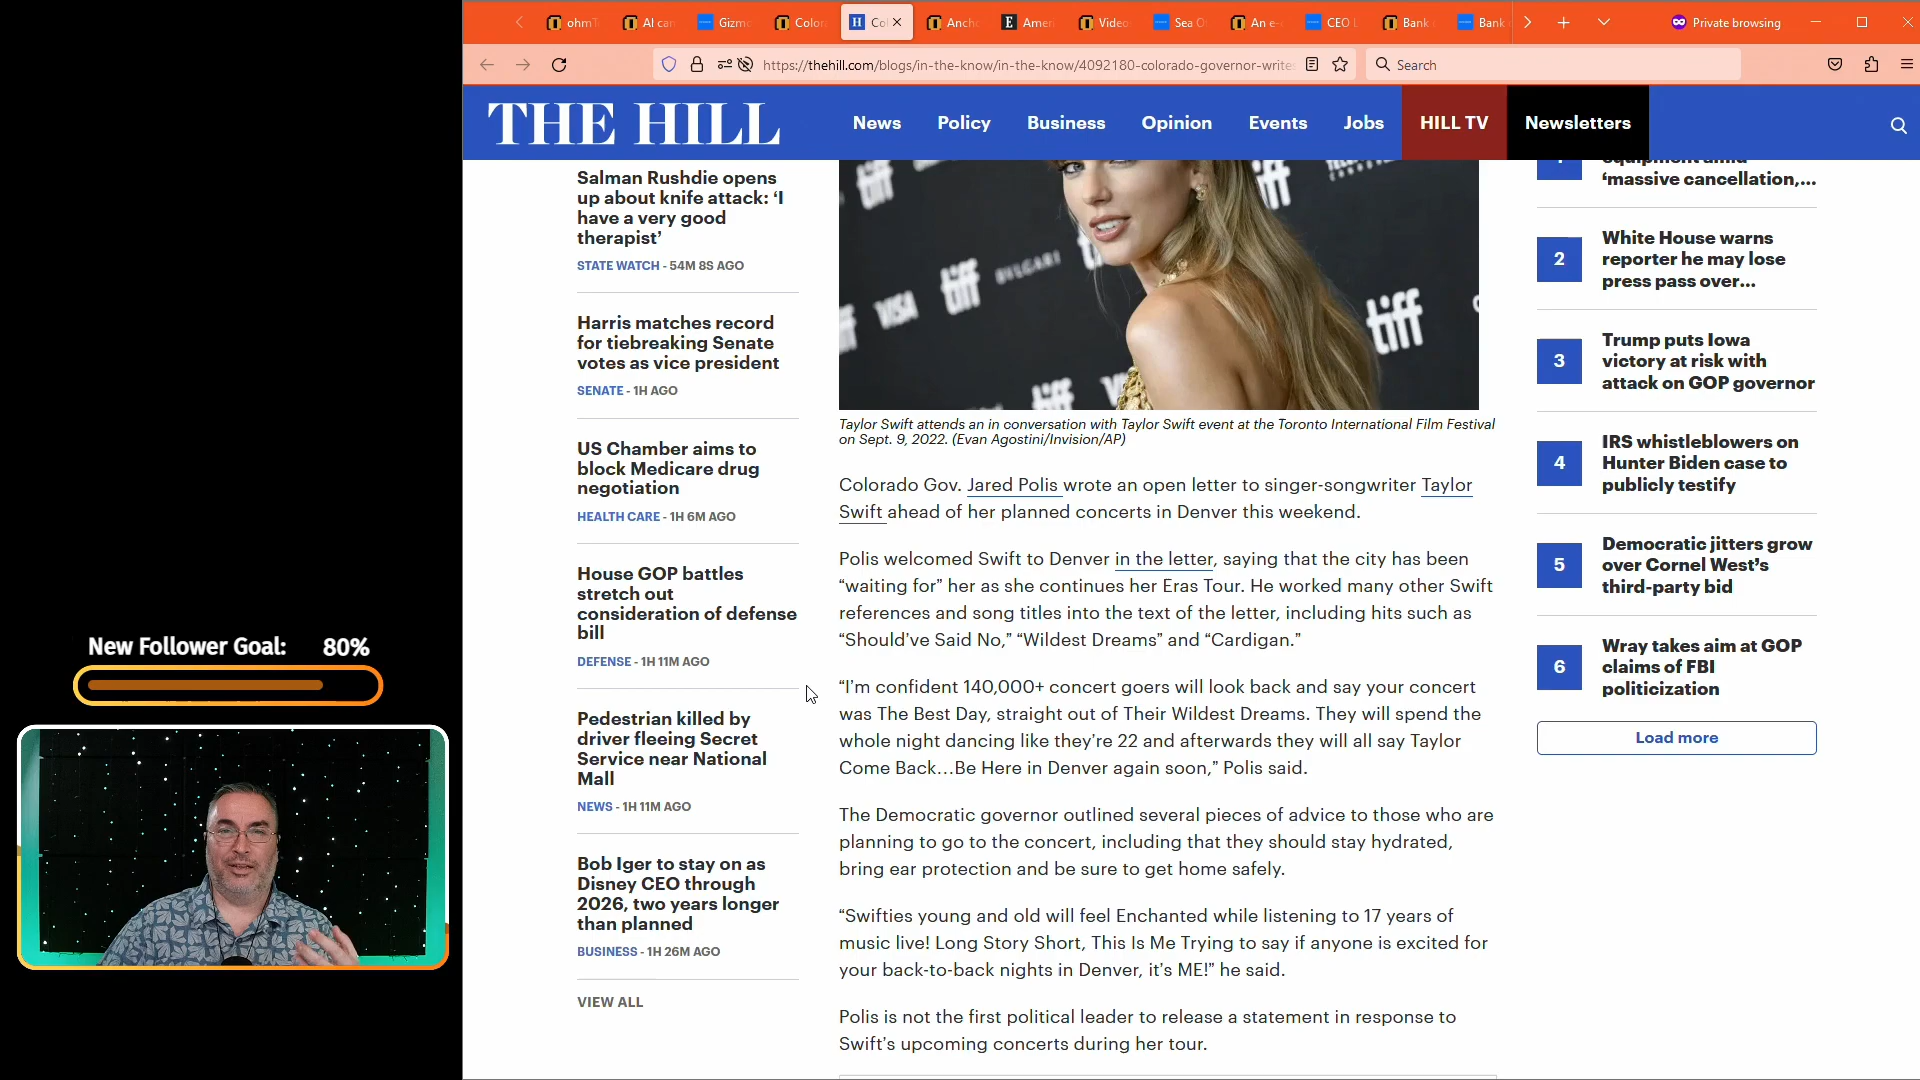 ohm
AI ca
Gizm
Color
Co
Anch
Amer
Video
Sea O
An e-
CEO L
Bank
Bank
Private browsing
https://thehill.com/blogs/in-the-know/in-the-know/4092180-colorado-governor-write
Search
THE HILL
News
Policy
Business
Opinion
Events
Jobs
HILL TV
Newsletters
Salman Rushdie opens
up about knife attack: ‘I
have a very good
therapist’
STATE WATCH - 54M 8S AGO
Harris matches record
for tiebreaking Senate
votes as vice president
SENATE - 1H AGO
US Chamber aims to
block Medicare drug
negotiation
HEALTH CARE - 1H 6M AGO
House GOP battles
stretch out
consideration of defense
bill
DEFENSE - 1H 11M AGO
Pedestrian killed by
driver fleeing Secret
Service near National
Mall
NEWS - 1H 11M AGO
Bob Iger to stay on as
Disney CEO through
2026, two years longer
than planned
BUSINESS - 1H 26M AGO
VIEW ALL
tiff
VISA
tiff
BVLGARI
tiff
tiff
Taylor Swift attends an in conversation with Taylor Swift event at the Toronto International Film Festival
on Sept. 9, 2022. (Evan Agostini/Invision/AP)
Colorado Gov. Jared Polis wrote an open letter to singer-songwriter Taylor
Swift ahead of her planned concerts in Denver this weekend.
Polis welcomed Swift to Denver in the letter, saying that the city has been
“waiting for” her as she continues her Eras Tour. He worked many other Swift
references and song titles into the text of the letter, including hits such as
“Should’ve Said No,” “Wildest Dreams” and “Cardigan.”
“I’m confident 140,000+ concert goers will look back and say your concert
was The Best Day, straight out of Their Wildest Dreams. They will spend the
whole night dancing like they’re 22 and afterwards they will all say Taylor
Come Back…Be Here in Denver again soon,” Polis said.
The Democratic governor outlined several pieces of advice to those who are
planning to go to the concert, including that they should stay hydrated,
bring ear protection and be sure to get home safely.
“Swifties young and old will feel Enchanted while listening to 17 years of
music live! Long Story Short, This Is Me Trying to say if anyone is excited for
your back-to-back nights in Denver, it’s ME!” he said.
Polis is not the first political leader to release a statement in response to
Swift’s upcoming concerts during her tour.
equipment amid
‘massive cancellation,...
2
White House warns
reporter he may lose
press pass over...
3
Trump puts Iowa
victory at risk with
attack on GOP governor
4
IRS whistleblowers on
Hunter Biden case to
publicly testify
5
Democratic jitters grow
over Cornel West’s
third-party bid
6
Wray takes aim at GOP
claims of FBI
politicization
Load more
New Follower Goal: 80%